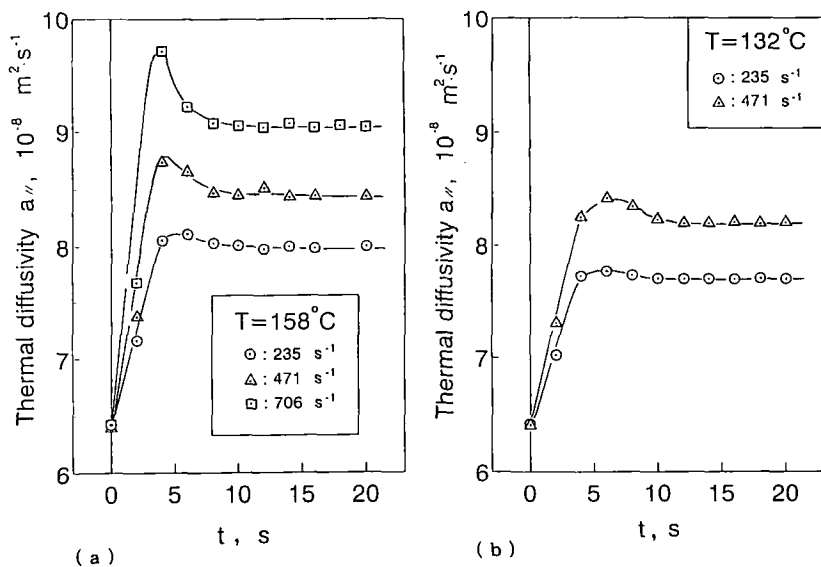 Thermal diffusivity a〃, 10⁻⁸ m²·s⁻¹
10
9
8
7
6
T=158°C
⊙ : 235 s⁻¹
△ : 471 s⁻¹
⊡ : 706 s⁻¹
0 5 10 15 20
t, s
(a)
Thermal diffusivity a〃, 10⁻⁸ m²·s⁻¹
10
9
8
7
6
T=132°C
⊙ : 235 s⁻¹
△ : 471 s⁻¹
0 5 10 15 20
t, s
(b)